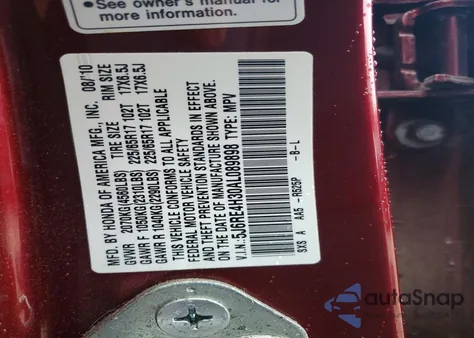 See owner's manual for
more information.
MFD. BY HONDA OF AMERICA MFG., INC. 08/10
TIRE SIZE RIM SIZE
GVWR 2070KG(4590LBS)
GAWR F 1050KG(2310LBS) 225/65R17 102T 17X6.5J
GAWR R 1040KG(2290LBS) 225/65R17 102T 17X6.5J
THIS VEHICLE CONFORMS TO ALL APPLICABLE
FEDERAL MOTOR VEHICLE SAFETY
AND THEFT PREVENTION STANDARDS IN EFFECT
ON THE DATE OF MANUFACTURE SHOWN ABOVE.
V.I.N.: 5J6RE4H30AL089898 TYPE: MPV
SXS A AA5 -R525P -B-L
autoSnap